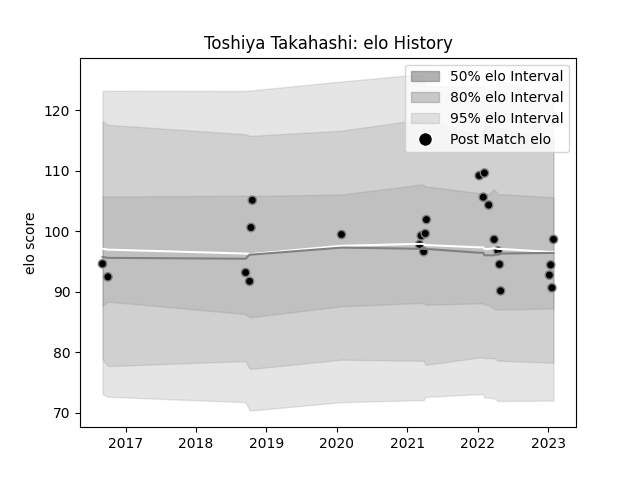 Toshiya Takahashi: elo History
50% elo Interval
80% elo Interval
95% elo Interval
Post Match elo
elo score
120
110
100
90
80
70
2017
2018
2019
2020
2021
2022
2023